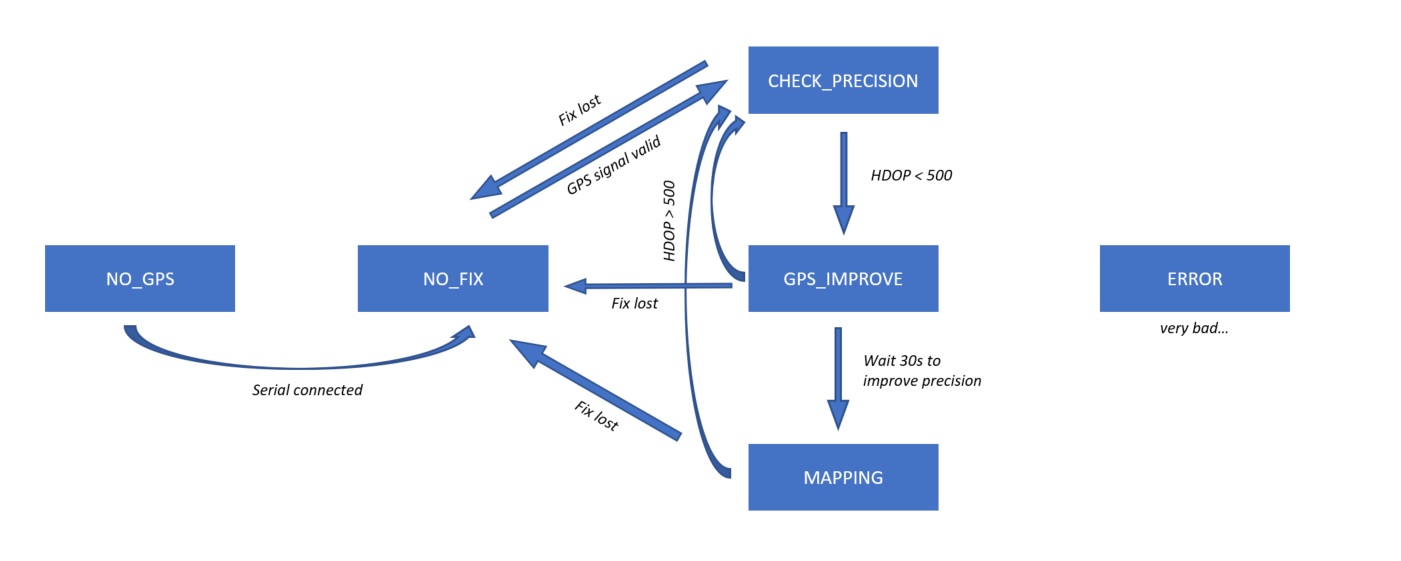 CHECK_PRECISION
Fix lost
GPS signal valid
HDOP < 500
HDOP > 500
NO_GPS
NO_FIX
GPS_IMPROVE
ERROR
Fix lost
very bad...
Serial connected
Wait 30s to
improve precision
Fix lost
MAPPING